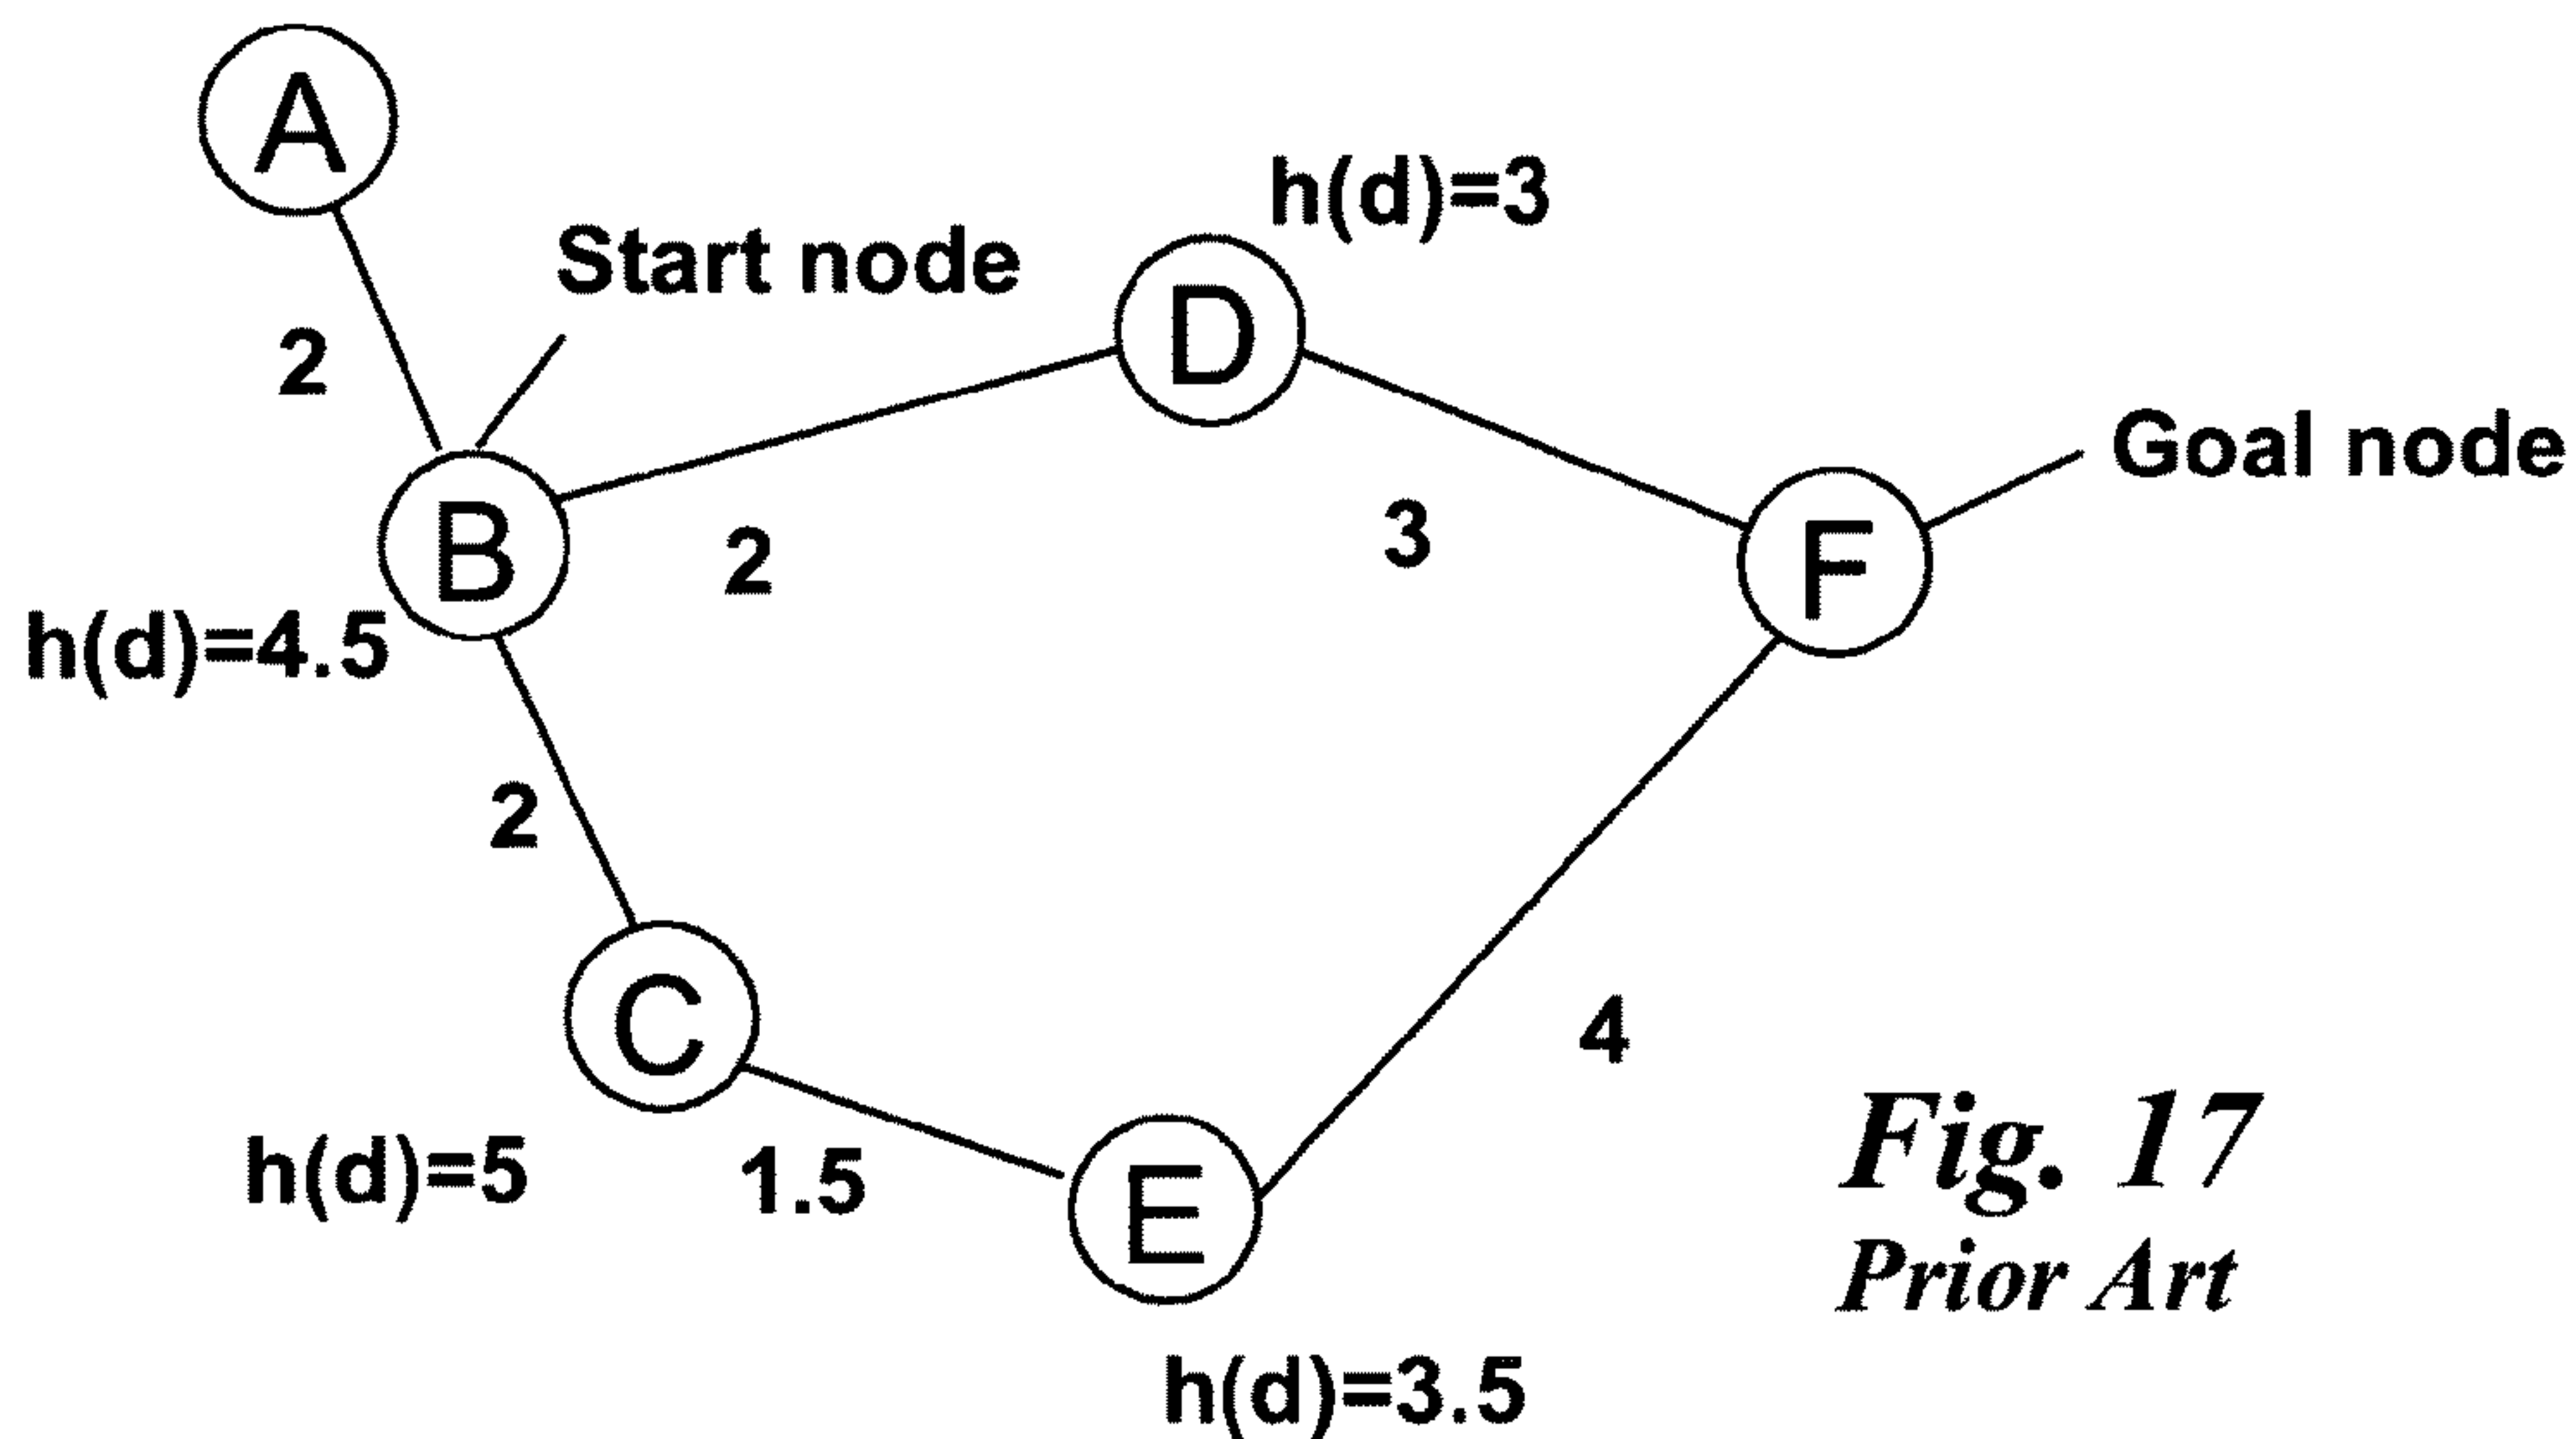 A
h(d)=3
Start node
D
2
Goal node
B
2
3
F
h(d)=4.5
2
C
4
h(d)=5
1.5
E
Fig. 17
Prior Art
h(d)=3.5